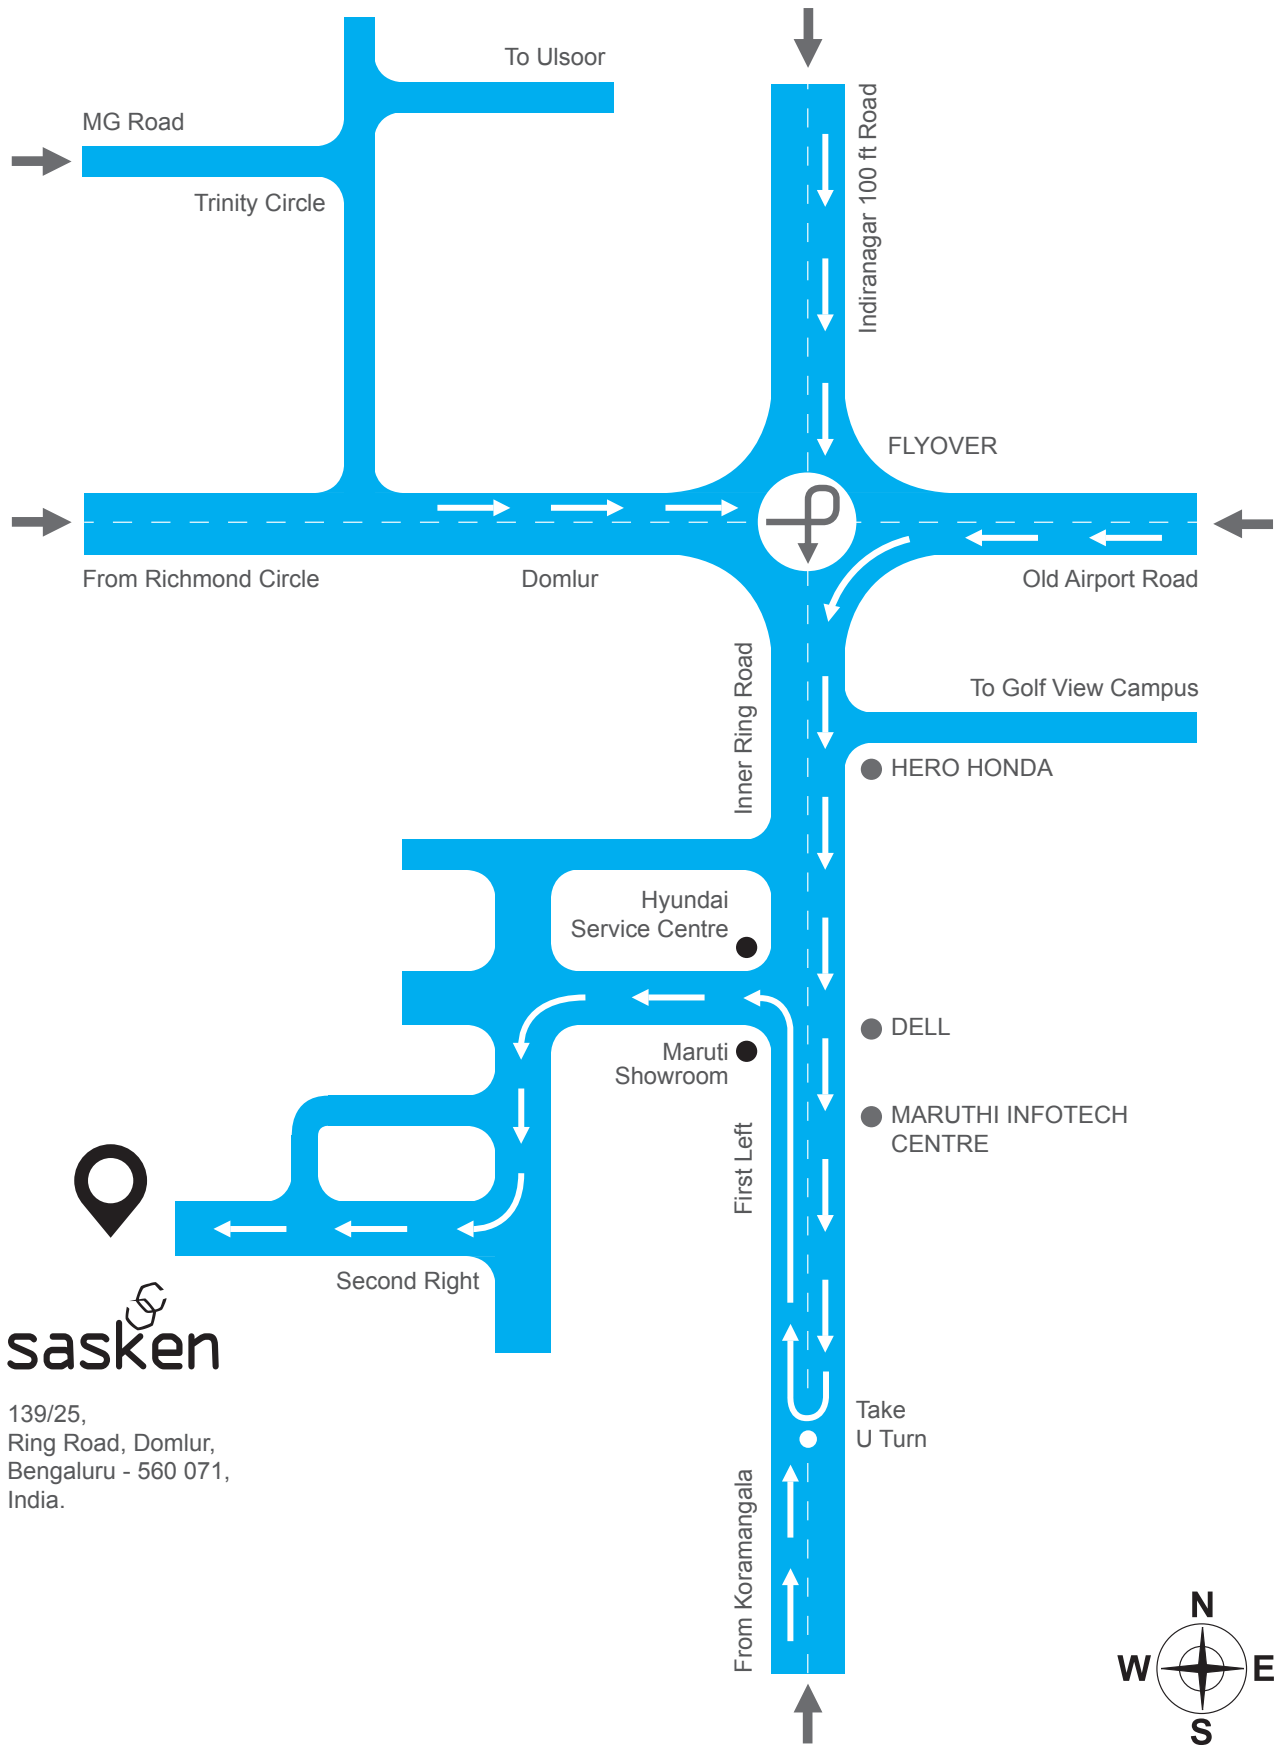 To Ulsoor
MG Road
Trinity Circle
Indiranagar 100 ft Road
FLYOVER
From Richmond Circle
Domlur
Old Airport Road
Inner Ring Road
To Golf View Campus
HERO HONDA
Hyundai
Service Centre
DELL
Maruti
Showroom
MARUTHI INFOTECH
CENTRE
First Left
Second Right
sasken
139/25,
Ring Road, Domlur,
Bengaluru - 560 071,
India.
Take
U Turn
From Koramangala
N
W
E
S